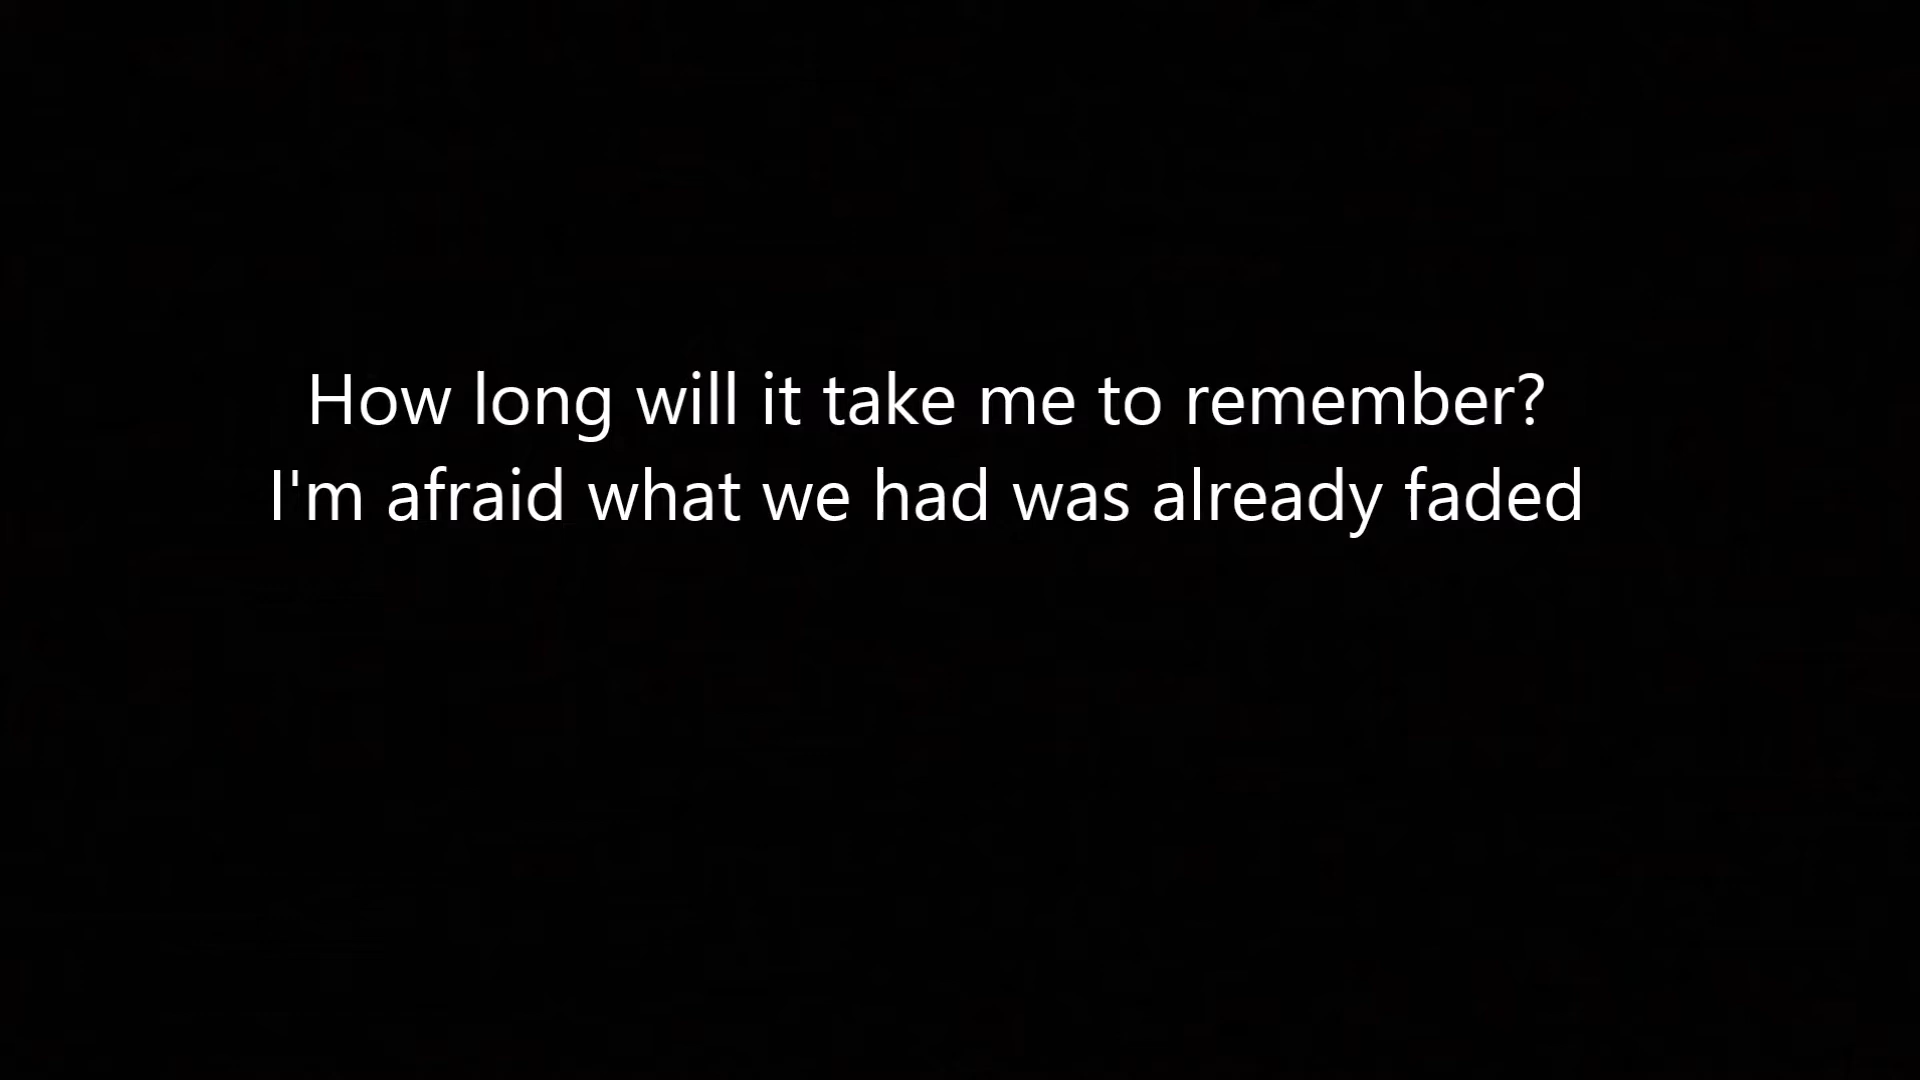 How long will it take me to remember?
I'm afraid what we had was already faded